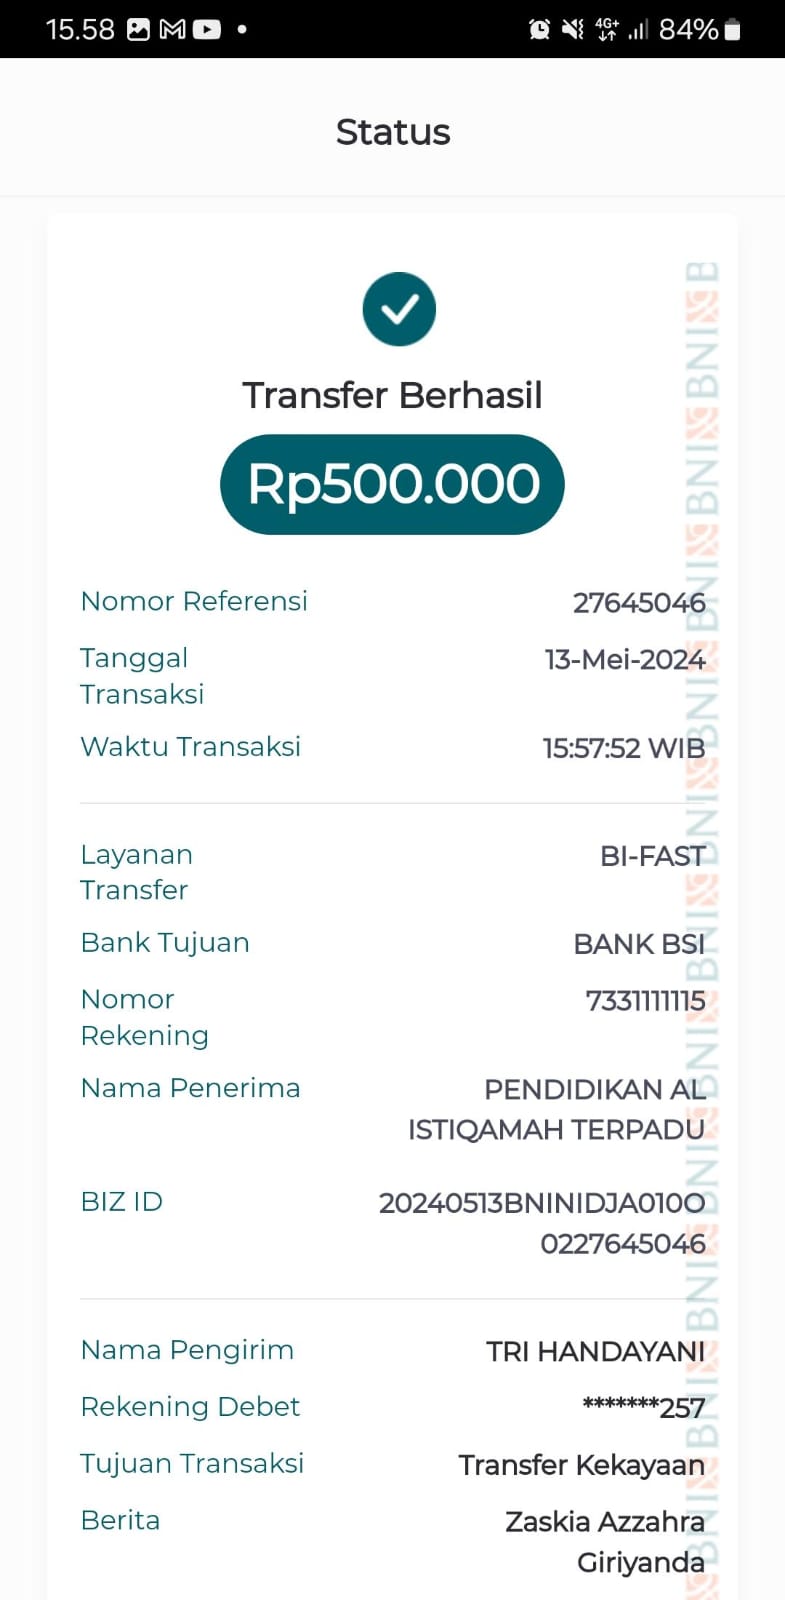 15.58
4G+
84%
Status
Transfer Berhasil
Rp500.000
Nomor Referensi
27645046
Tanggal
Transaksi
13-Mei-2024
Waktu Transaksi
15:57:52 WIB
Layanan
Transfer
BI-FAST
Bank Tujuan
BANK BSI
Nomor
Rekening
7331111115
Nama Penerima
PENDIDIKAN AL
ISTIQAMAH TERPADU
BIZ ID
20240513BNINIDJA010O
0227645046
Nama Pengirim
TRI HANDAYANI
Rekening Debet
*******257
Tujuan Transaksi
Transfer Kekayaan
Berita
Zaskia Azzahra
Giriyanda
BNI BNI BNI BNI BNI BNI BNI BNI BNI BNI BNI B